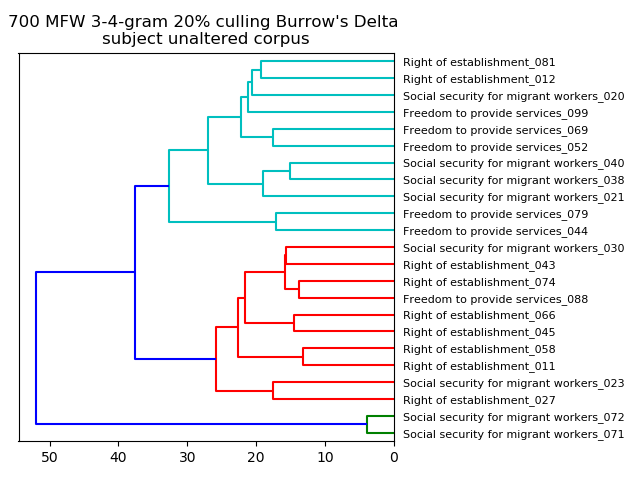 700 MFW 3-4-gram 20% culling Burrow's Delta
subject unaltered corpus
Right of establishment_081
Right of establishment_012
Social security for migrant workers_020
Freedom to provide services_099
Freedom to provide services_069
Freedom to provide services_052
Social security for migrant workers_040
Social security for migrant workers_038
Social security for migrant workers_021
Freedom to provide services_079
Freedom to provide services_044
Social security for migrant workers_030
Right of establishment_043
Right of establishment_074
Freedom to provide services_088
Right of establishment_066
Right of establishment_045
Right of establishment_058
Right of establishment_011
Social security for migrant workers_023
Right of establishment_027
Social security for migrant workers_072
Social security for migrant workers_071
50 40 30 20 10 0